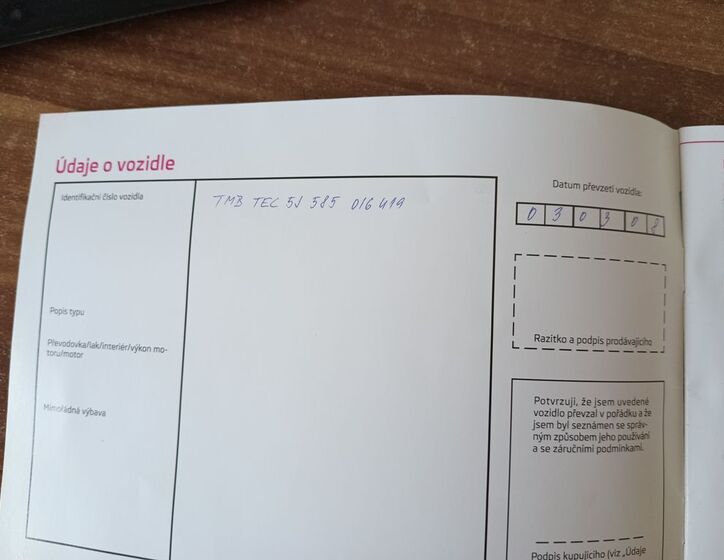 Údaje o vozidle
Identifikační číslo vozidla
TMB TEC 5J 585 016 419
Popis typu
Převodovka/lak/interiér/výkon mo-
toru/motor
Mimořádná výbava
Datum převzetí vozidla:
0 3 0 3 0 8
Razítko a podpis prodávajícího
Potvrzuji, že jsem uvedené
vozidlo převzal v pořádku a že
jsem byl seznámen se správ-
ným způsobem jeho používání
a se záručními podmínkami.
Podpis kupujícího (viz „Údaje